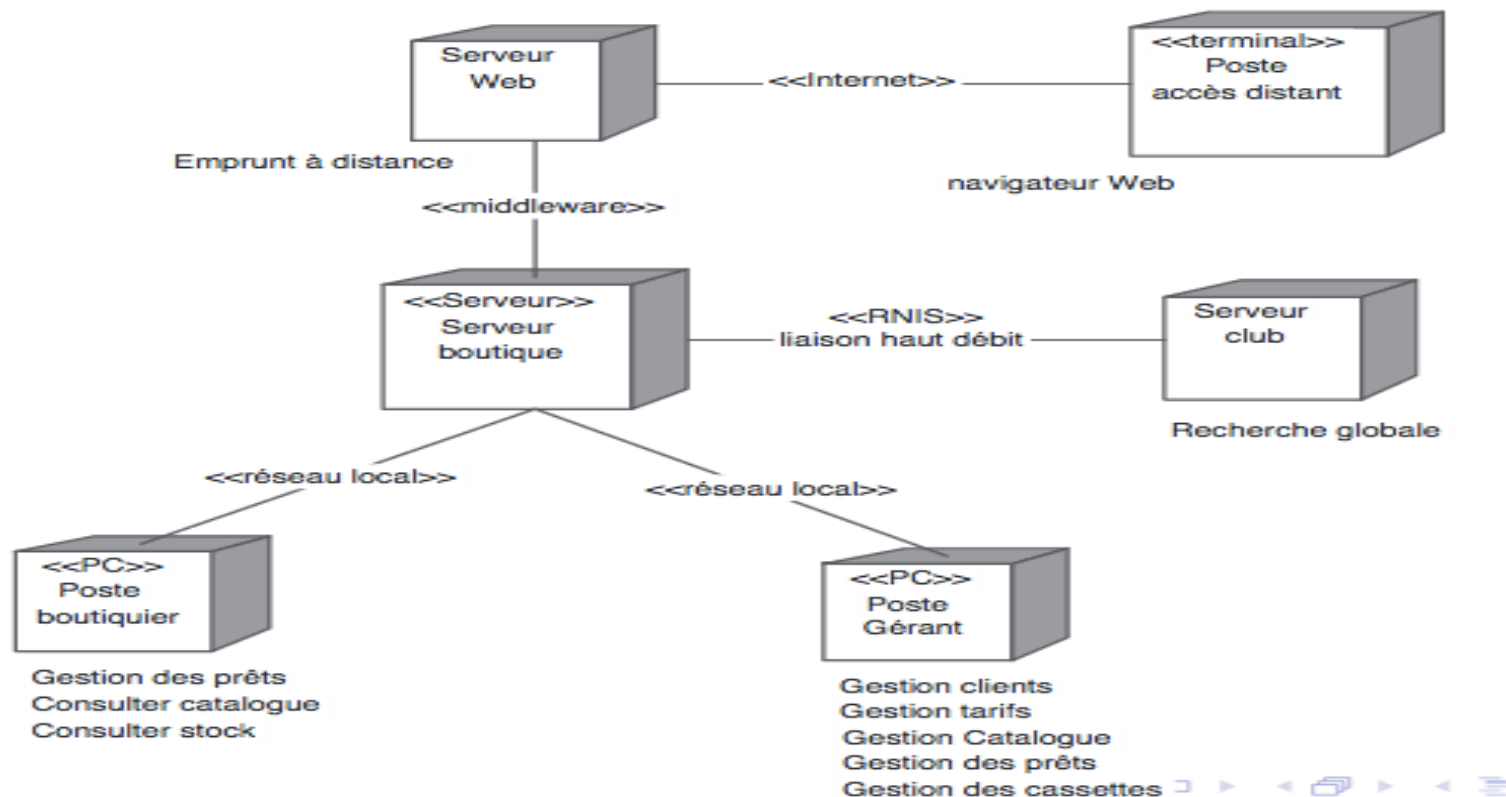 Serveur
Web
<<Internet>>
<<terminal>>
Poste
accès distant
Emprunt à distance
navigateur Web
<<middleware>>
<<Serveur>>
Serveur
boutique
<<RNIS>>
liaison haut débit
Serveur
club
Recherche globale
<<réseau local>>
<<réseau local>>
<<PC>>
Poste
boutiquier
Gestion des prêts
Consulter catalogue
Consulter stock
<<PC>>
Poste
Gérant
Gestion clients
Gestion tarifs
Gestion Catalogue
Gestion des prêts
Gestion des cassettes